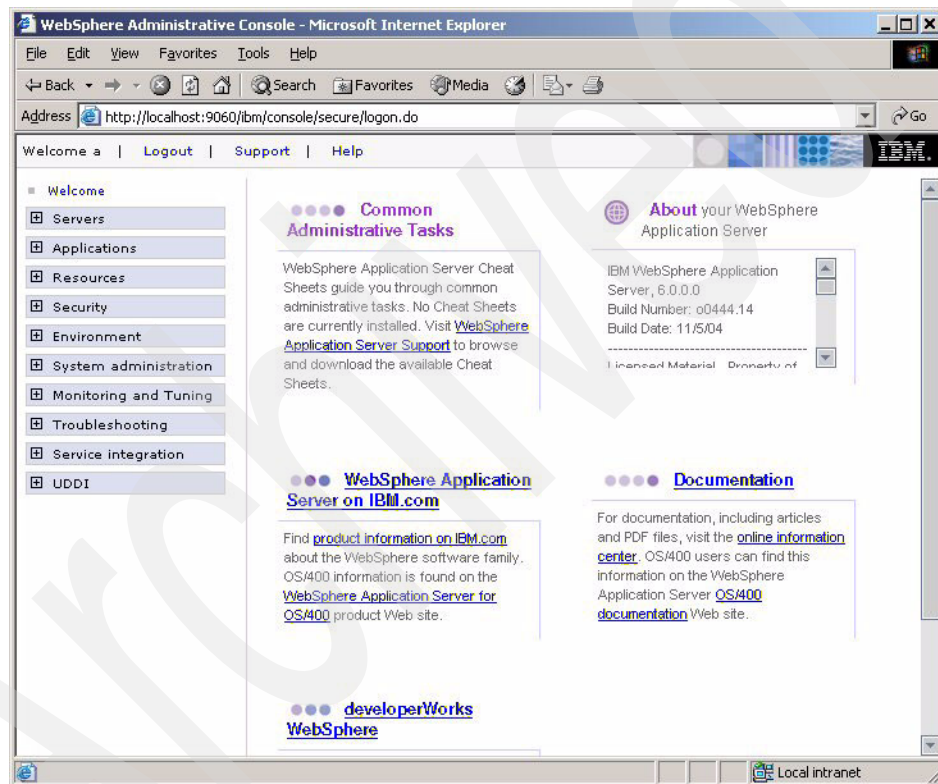 WebSphere Administrative Console - Microsoft Internet Explorer
File Edit View Favorites Tools Help
Back Search Favorites Media
Address http://localhost:9060/ibm/console/secure/logon.do Go
Welcome a | Logout | Support | Help IBM.
Welcome
Servers
Applications
Resources
Security
Environment
System administration
Monitoring and Tuning
Troubleshooting
Service integration
UDDI
Common
Administrative Tasks
WebSphere Application Server Cheat
Sheets guide you through common
administrative tasks. No Cheat Sheets
are currently installed. Visit WebSphere
Application Server Support to browse
and download the available Cheat
Sheets.
About your WebSphere
Application Server
IBM WebSphere Application
Server, 6.0.0.0
Build Number: o0444.14
Build Date: 11/5/04
----------------------------------------
Licensed Material Property of
WebSphere Application
Server on IBM.com
Find product information on IBM.com
about the WebSphere software family.
OS/400 information is found on the
WebSphere Application Server for
OS/400 product Web site.
Documentation
For documentation, including articles
and PDF files, visit the online information
center. OS/400 users can find this
information on the WebSphere
Application Server OS/400
documentation Web site.
developerWorks
WebSphere
Local intranet